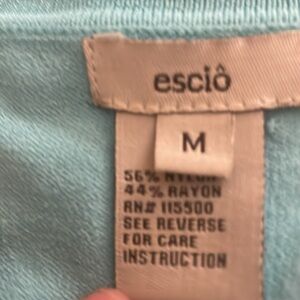 esciô
M
56% NYLON
44% RAYON
RN# 115500
SEE REVERSE
FOR CARE
INSTRUCTION